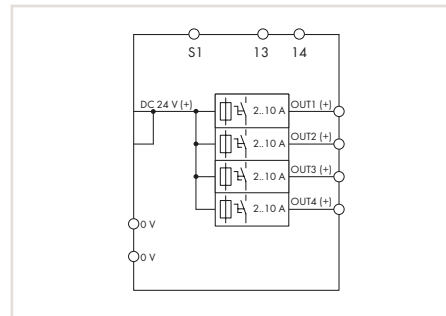 S1 13 14
DC 24 V (+) 2..10 A OUT1 (+)
2..10 A OUT2 (+)
2..10 A OUT3 (+)
2..10 A OUT4 (+)
0 V
0 V